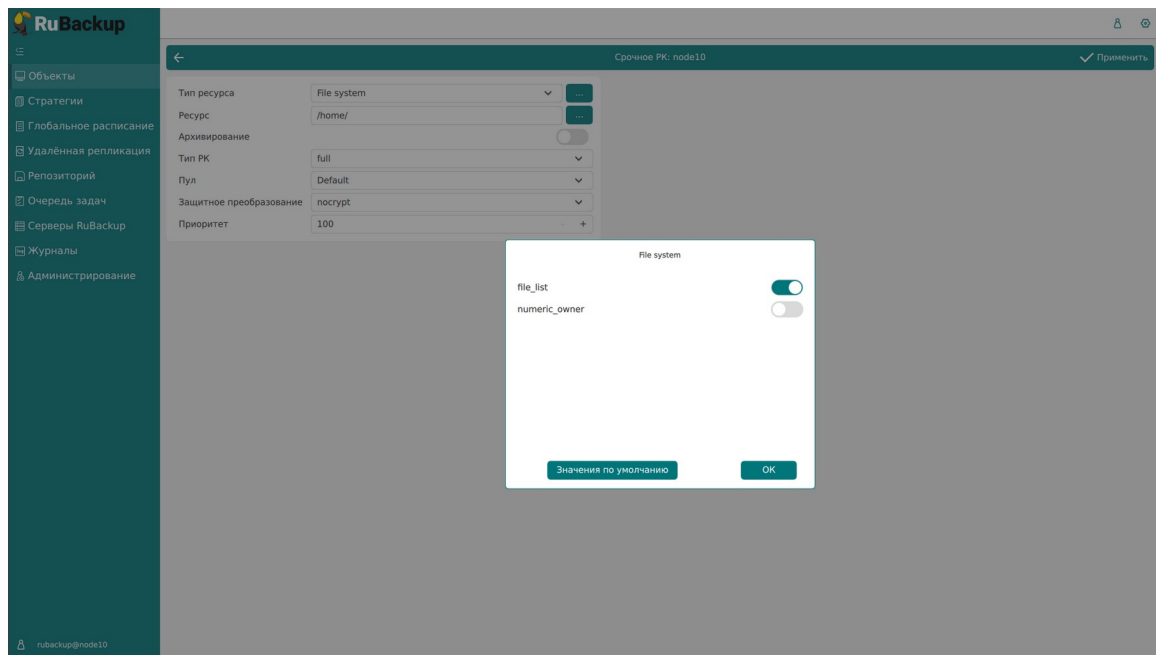 RuBackup
Срочное РК: node10
Применить
Объекты
Стратегии
Глобальное расписание
Удалённая репликация
Репозиторий
Очередь задач
Серверы RuBackup
Журналы
Администрирование
Тип ресурса File system ...
Ресурс /home/ ...
Архивирование
Тип РК full
Пул Default
Защитное преобразование nocrypt
Приоритет 100 +
File system
file_list
numeric_owner
Значения по умолчанию OK
rubackup@node10